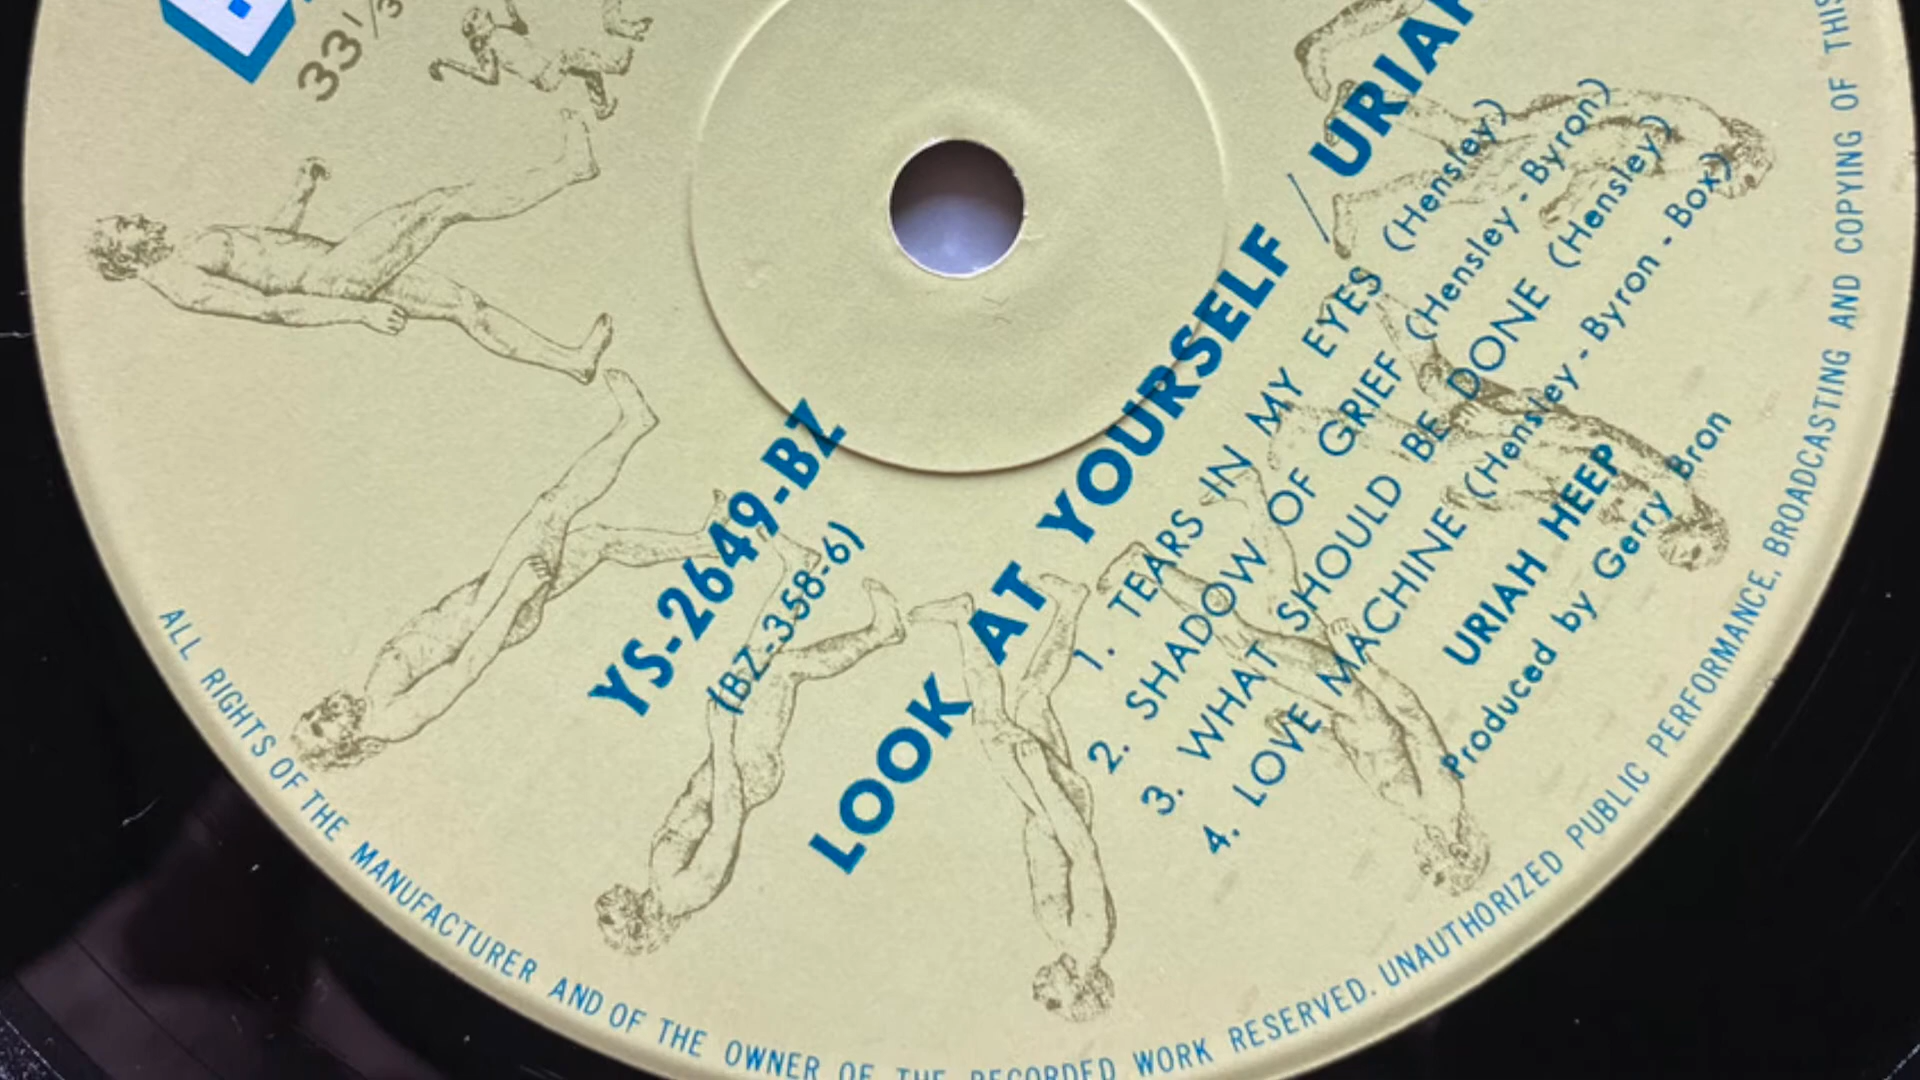 33 1/3
YS-2649-BZ
(BZ-358-6)
LOOK AT YOURSELF / URIAH
1. TEARS IN MY EYES (Hensley)
2. SHADOW OF GRIEF (Hensley - Byron)
3. WHAT SHOULD BE DONE (Hensley)
4. LOVE MACHINE (Hensley - Byron - Box)
URIAH HEEP
Produced by Gerry Bron
ALL RIGHTS OF THE MANUFACTURER AND OF THE OWNER OF THE RECORDED WORK RESERVED. UNAUTHORIZED PUBLIC PERFORMANCE, BROADCASTING AND COPYING OF THIS